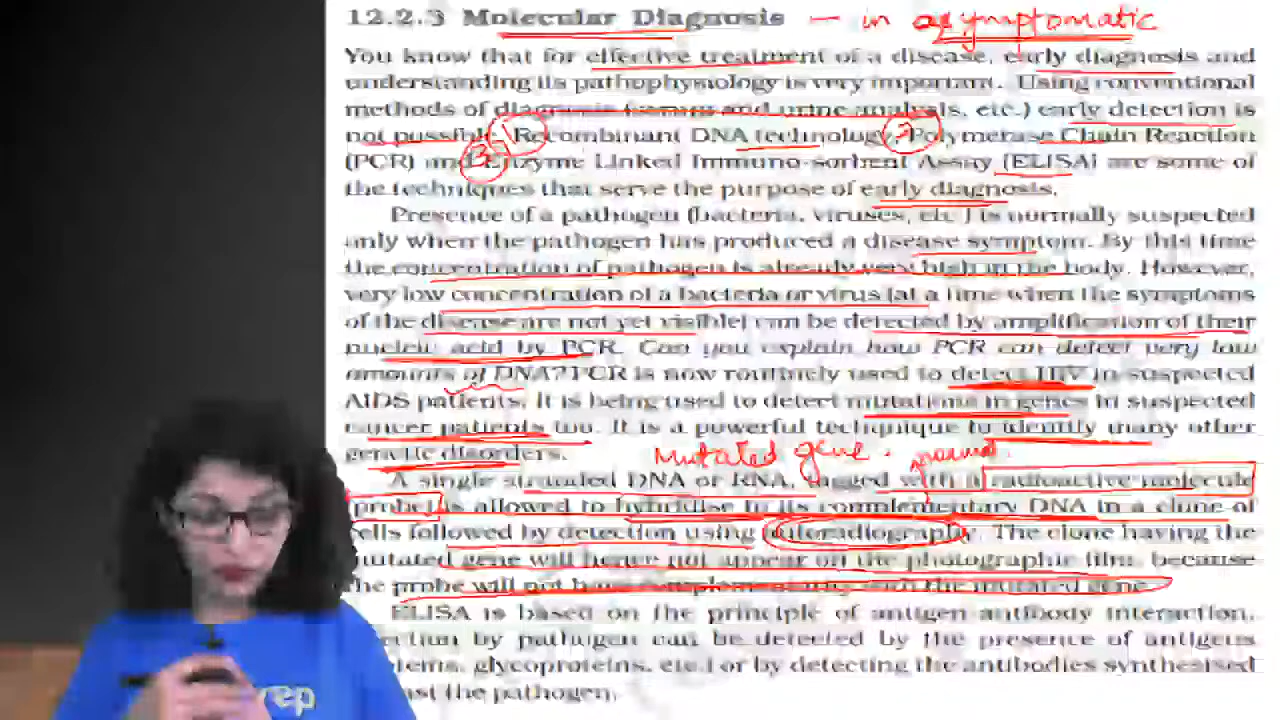 12.2.3 Molecular Diagnosis — in asymptomatic
You know that for effective treatment of a disease, early diagnosis and
understanding its pathophysiology is very important. Using conventional
methods of diagnosis (serum and urine analysis, etc.) early detection is
not possible. Recombinant DNA technology, Polymerase Chain Reaction
(PCR) and Enzyme Linked Immuno-sorbent Assay (ELISA) are some of
the techniques that serve the purpose of early diagnosis.
Presence of a pathogen (bacteria, viruses, etc.) is normally suspected
only when the pathogen has produced a disease symptom. By this time
the concentration of pathogen is already very high in the body. However,
very low concentration of a bacteria or virus (at a time when the symptoms
of the disease are not yet visible) can be detected by amplification of their
nucleic acid by PCR. Can you explain how PCR can detect very low
amounts of DNA? PCR is now routinely used to detect HIV in suspected
AIDS patients. It is being used to detect mutations in genes in suspected
cancer patients too. It is a powerful techqnique to identify many other
genetic disorders.
Mutated gene. normal
A single stranded DNA or RNA, tagged with a radioactive molecule
(probe) is allowed to hybridise to its complementary DNA in a clone of
cells followed by detection using autoradiography. The clone having the
mutated gene will hence not appear on the photographic film, because
the probe will not have complementarity with the mutated gene.
ELISA is based on the principle of antigen-antibody interaction.
ection by pathogen can be detected by the presence of antigens
teins, glycoproteins, etc.) or by detecting the antibodies synthesised
nst the pathogen.
1
2
3